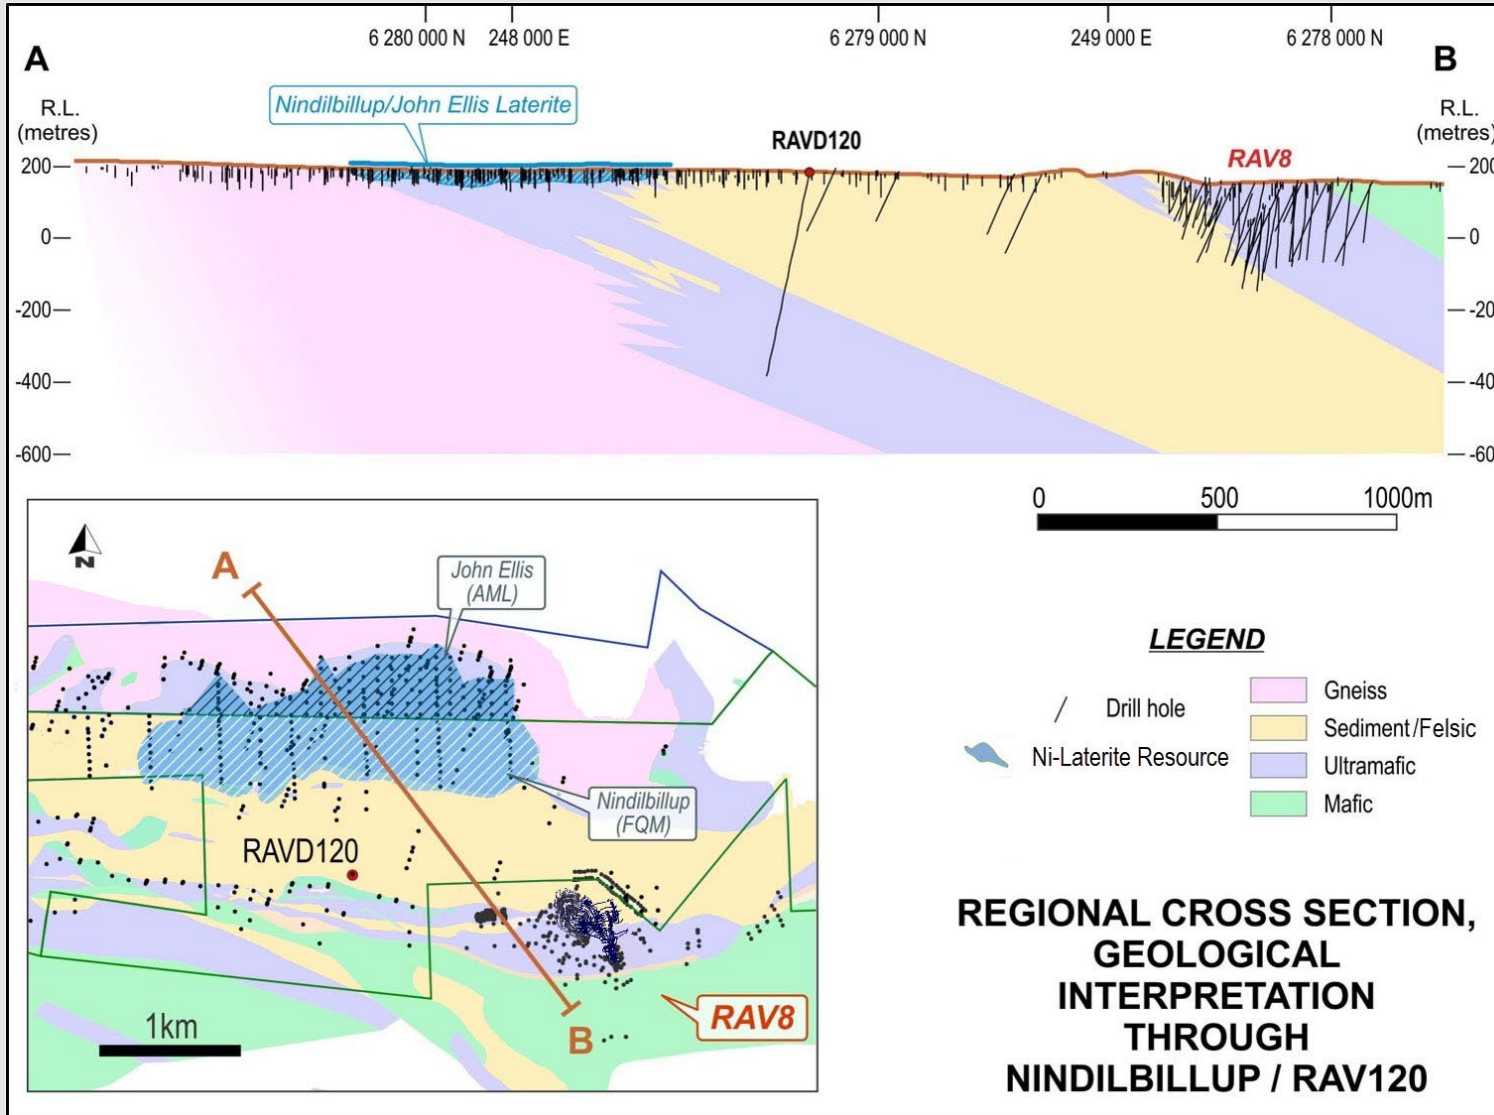 6 280 000 N 248 000 E 6 279 000 N 249 000 E 6 278 000 N
A B
R.L.
(metres)
R.L.
(metres)
Nindilbillup/John Ellis Laterite
RAVD120
RAV8
200 200
0 0
-200 -20
-400 -40
-600 -60
0 500 1000m
N
A
John Ellis
(AML)
Nindilbillup
(FQM)
RAVD120
RAV8
1km
B
LEGEND
Drill hole
Ni-Laterite Resource
Gneiss
Sediment/Felsic
Ultramafic
Mafic
REGIONAL CROSS SECTION,
GEOLOGICAL
INTERPRETATION
THROUGH
NINDILBILLUP / RAV120